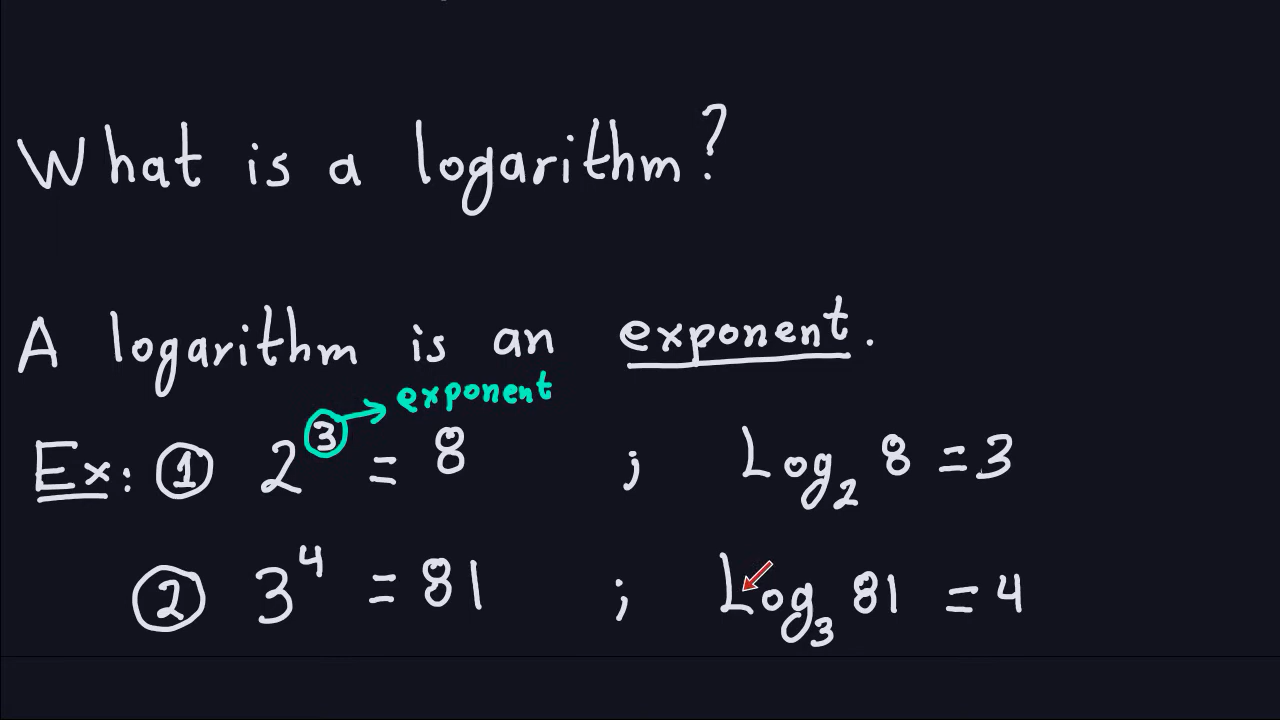 What is a logarithm?
A logarithm is an exponent.
exponent
Ex: ① 2³ = 8 ; Log₂ 8 = 3
② 3⁴ = 81 ; Log₃ 81 = 4